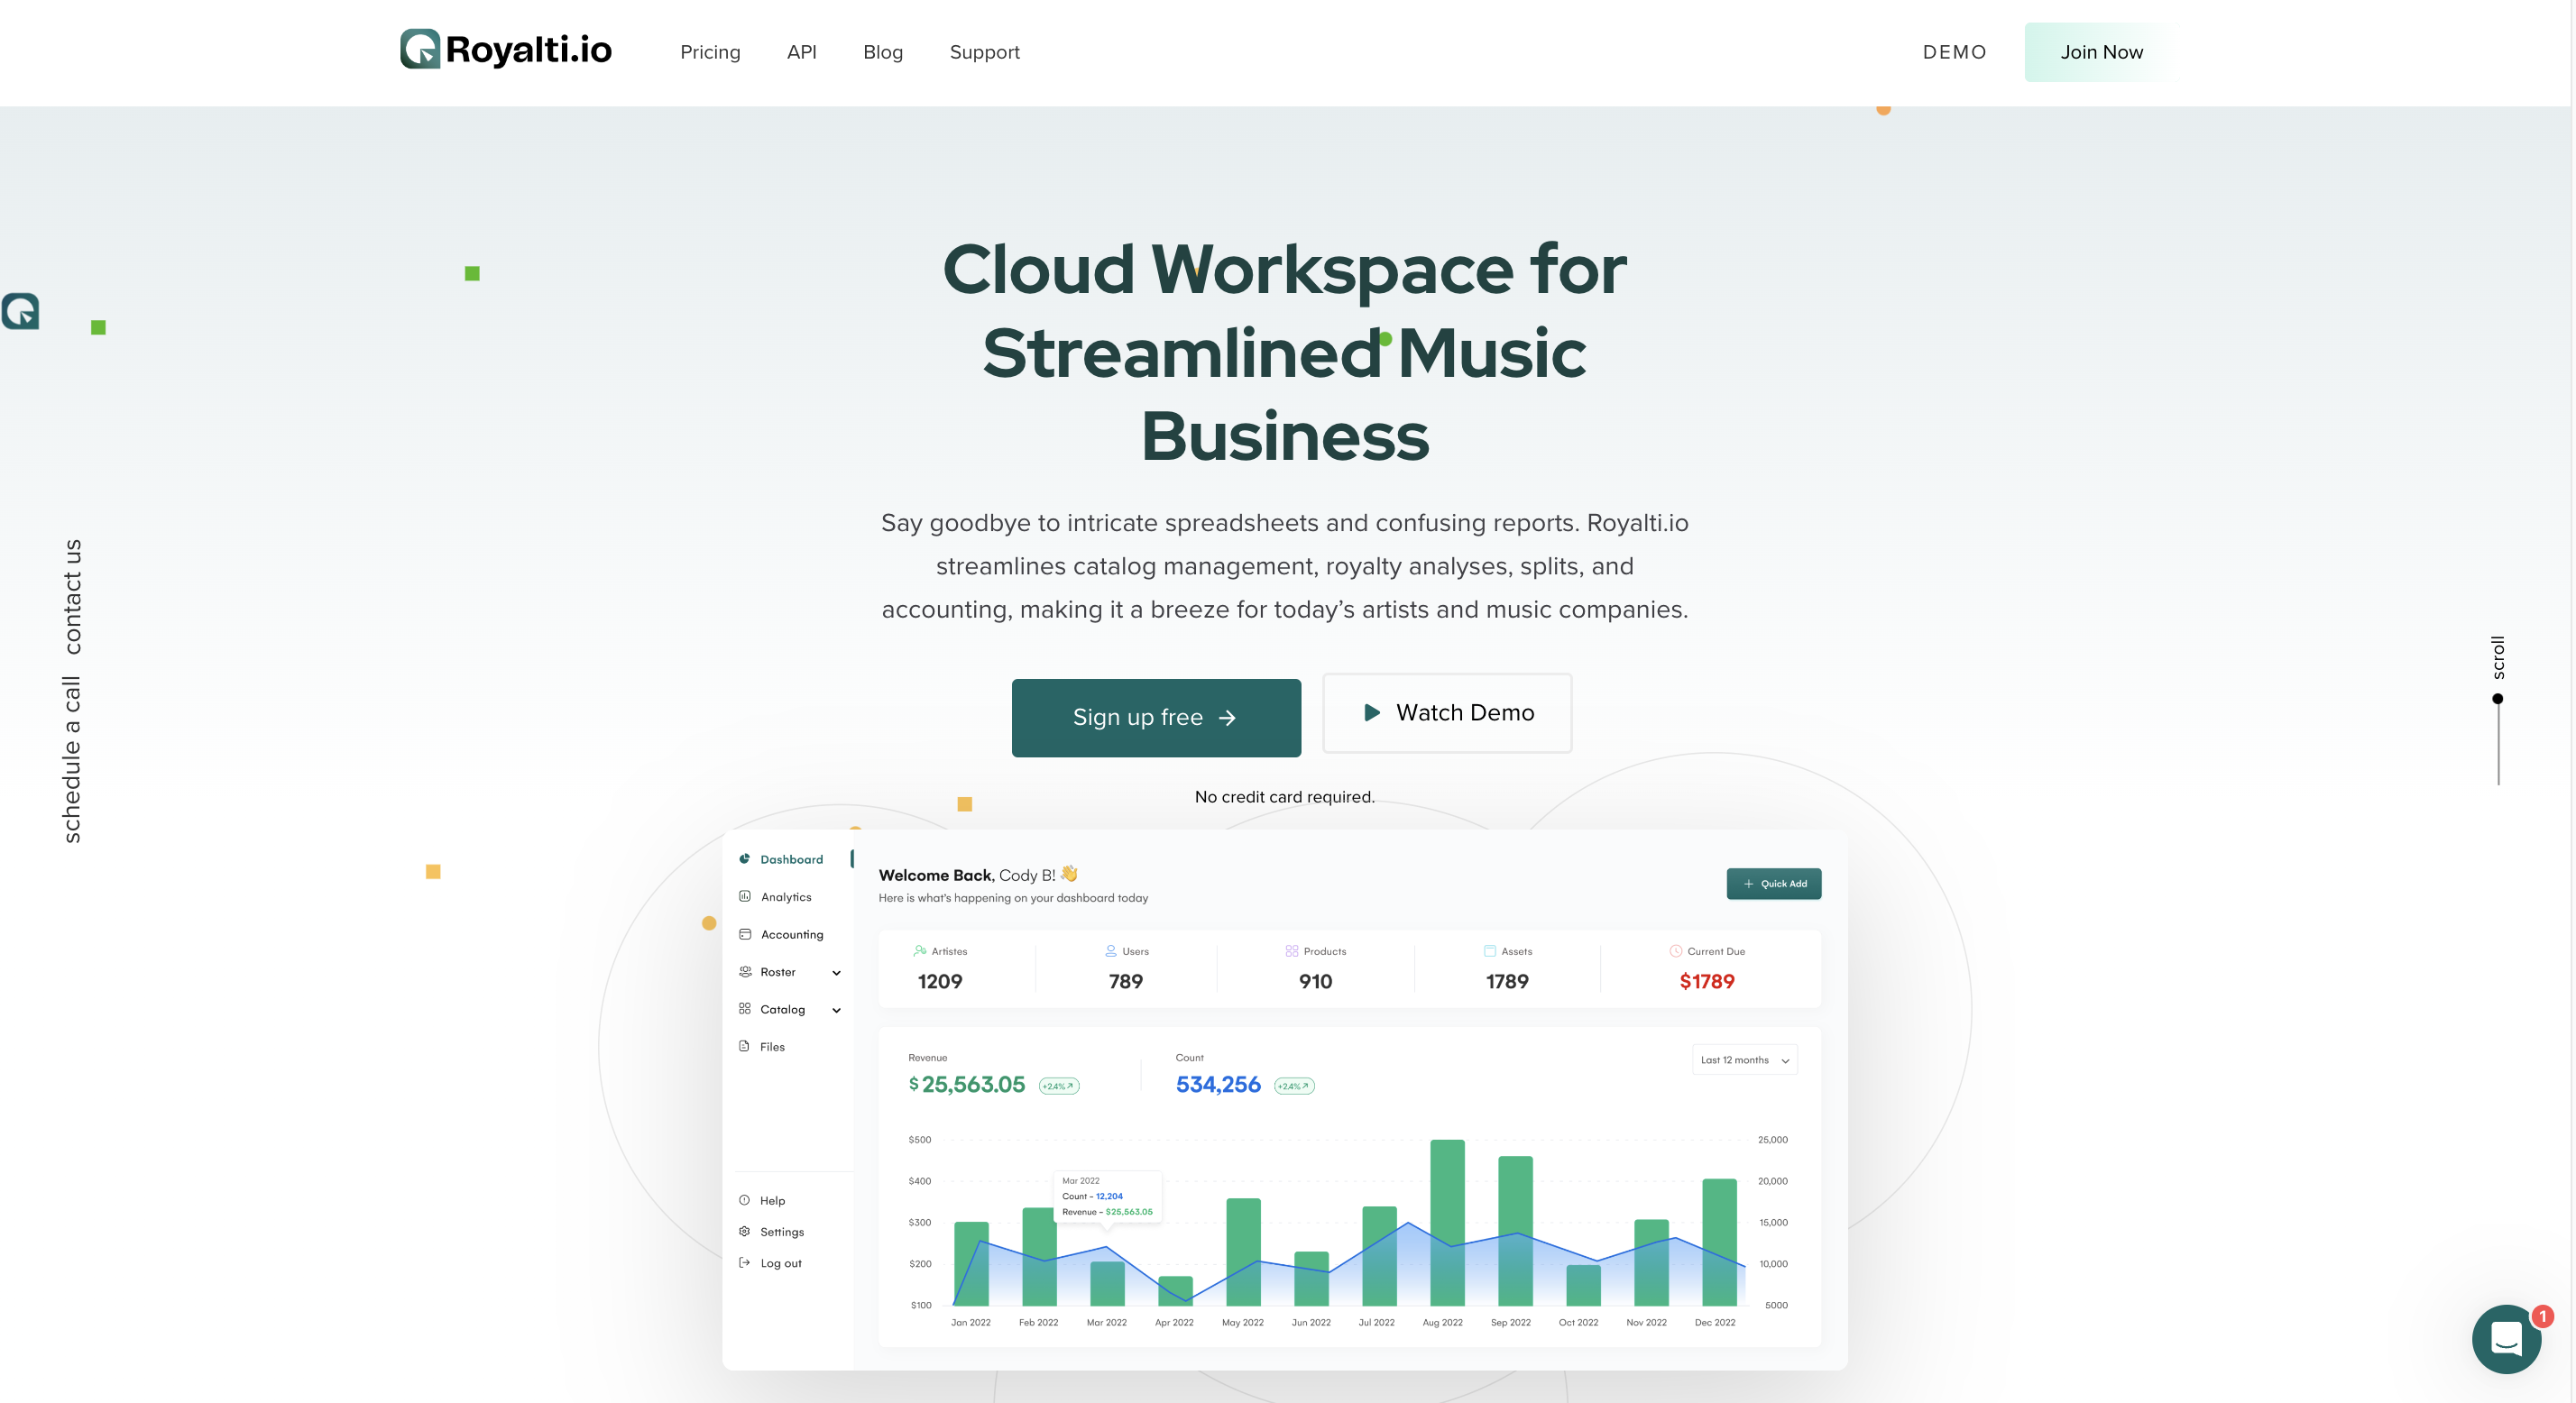 Royalti.io
Pricing
API
Blog
Support
DEMO
Join Now
Cloud Workspace for
Streamlined Music
Business
Say goodbye to intricate spreadsheets and confusing reports. Royalti.io
streamlines catalog management, royalty analyses, splits, and
accounting, making it a breeze for today’s artists and music companies.
Sign up free
Watch Demo
No credit card required.
schedule a call
contact us
scroll
Dashboard
Analytics
Accounting
Roster
Catalog
Files
Help
Settings
Log out
Welcome Back, Cody B! 👋
Here is what's happening on your dashboard today
+ Quick Add
Artistes
1209
Users
789
Products
910
Assets
1789
Current Due
$1789
Revenue
$ 25,563.05
+2.4%
Count
534,256
+2.4%
Last 12 months
$500
$400
$300
$200
$100
25,000
20,000
15,000
10,000
5000
Mar 2022
Count - 12,204
Revenue - $25,563.05
Jan 2022
Feb 2022
Mar 2022
Apr 2022
May 2022
Jun 2022
Jul 2022
Aug 2022
Sep 2022
Oct 2022
Nov 2022
Dec 2022
1